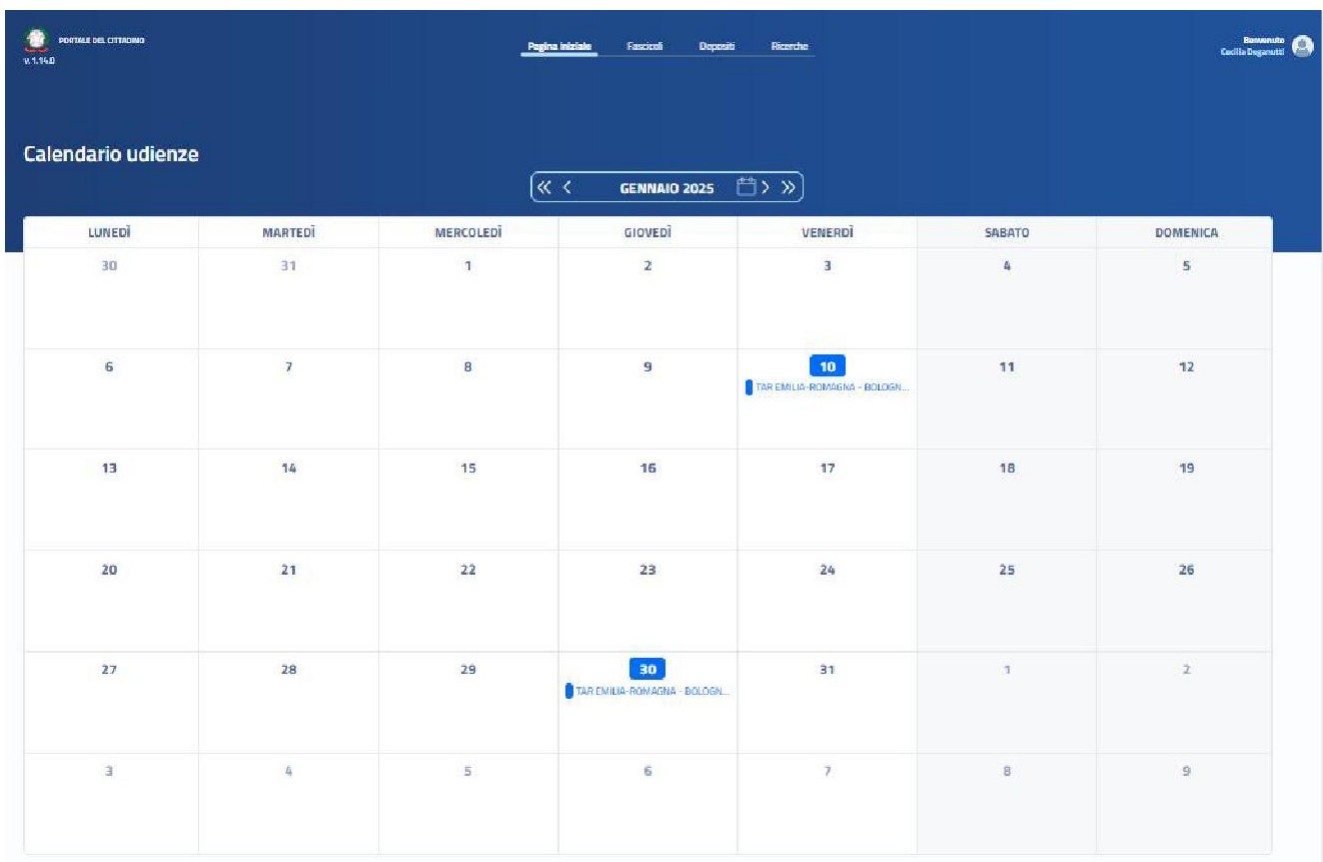 PORTALE DEL CITTADINO
V. 1.14.0
Pagina iniziale Fascicoli Depositi Ricerche
Benvenuto
Cecilia Deganutti
Calendario udienze
GENNAIO 2025
LUNEDÌ MARTEDÌ MERCOLEDÌ GIOVEDÌ VENERDÌ SABATO DOMENICA
30 31 1 2 3 4 5
6 7 8 9 10 11 12
TAR EMILIA-ROMAGNA - BOLOGN...
13 14 15 16 17 18 19
20 21 22 23 24 25 26
27 28 29 30 31 1 2
TAR EMILIA-ROMAGNA - BOLOGN...
3 4 5 6 7 8 9